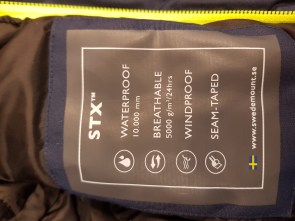 STX™
WATERPROOF
10.000 mm
BREATHABLE
5000 g/m²/24hrs
WINDPROOF
SEAM-TAPED
www.swedemount.se